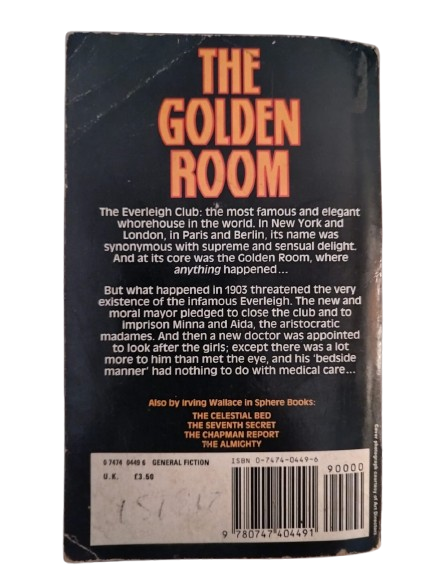 THE
GOLDEN
ROOM
The Everleigh Club: the most famous and elegant
whorehouse in the world. In New York and
London, in Paris and Berlin, its name was
synonymous with supreme and sensual delight.
And at its core was the Golden Room, where
anything happened...
But what happened in 1903 threatened the very
existence of the infamous Everleigh. The new and
moral mayor pledged to close the club and to
imprison Minna and Aida, the aristocratic
madames. And then a new doctor was appointed
to look after the girls; except there was a lot
more to him than met the eye, and his 'bedside
manner' had nothing to do with medical care...
Also by Irving Wallace in Sphere Books:
THE CELESTIAL BED
THE SEVENTH SECRET
THE CHAPMAN REPORT
THE ALMIGHTY
0 7474 0449 6 GENERAL FICTION
U.K. £3.50
ISBN 0-7474-0449-6
90000
9 780747 404491
Cover photograph courtesy of Art Directors